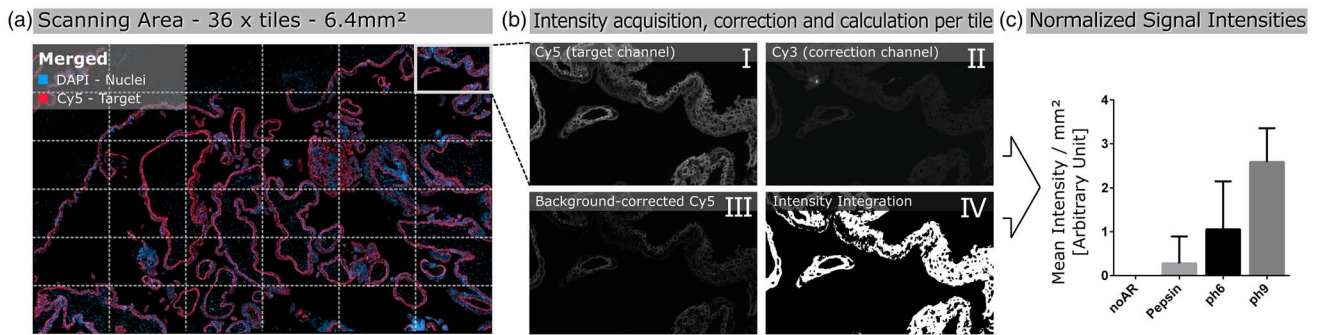 (a) Scanning Area - 36 x tiles - 6.4mm²
Merged
DAPI - Nuclei
Cy5 - Target
(b) Intensity acquisition, correction and calculation per tile
Cy5 (target channel) I
Cy3 (correction channel) II
Background-corrected Cy5 III
Intensity Integration IV
(c) Normalized Signal Intensities
Mean Intensity / mm²
[Arbitrary Unit]
4
3
2
1
0
noAR
Pepsin
ph6
ph9